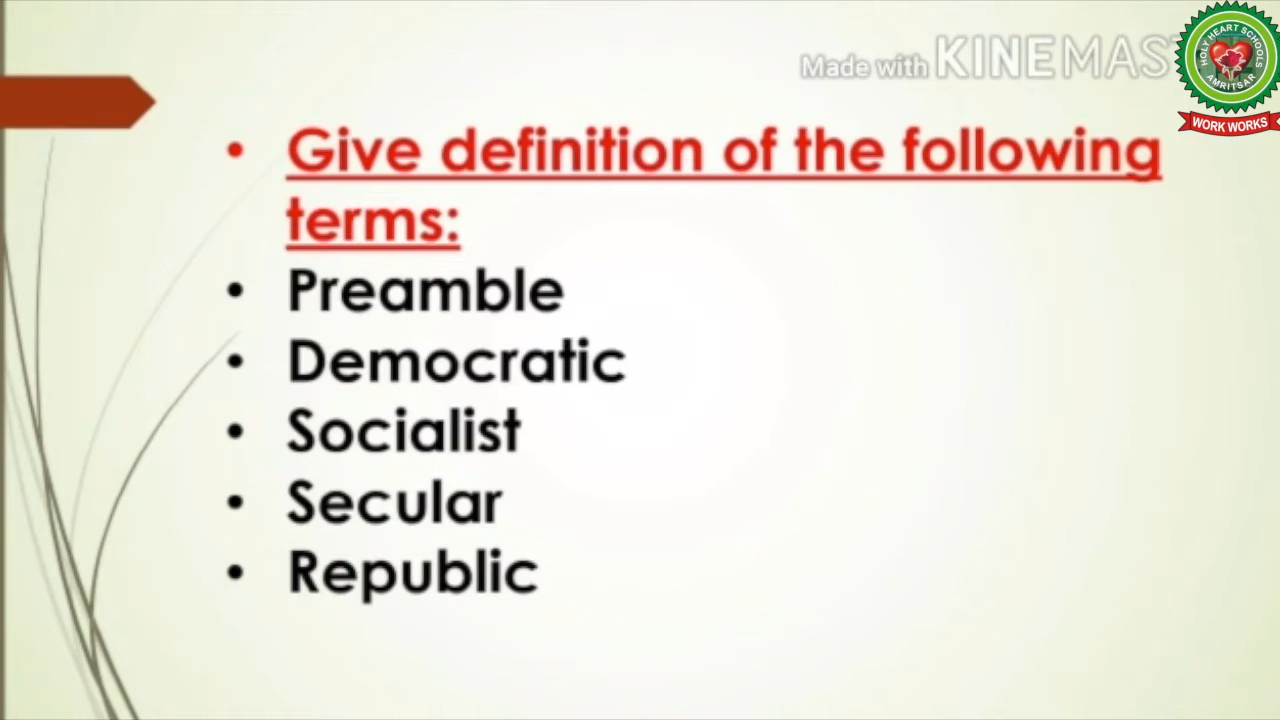 Made with KINEMAS
HOLY HEART SCHOOLS
AMRITSAR
WORK WORKS
• Give definition of the following
terms:
• Preamble
• Democratic
• Socialist
• Secular
• Republic